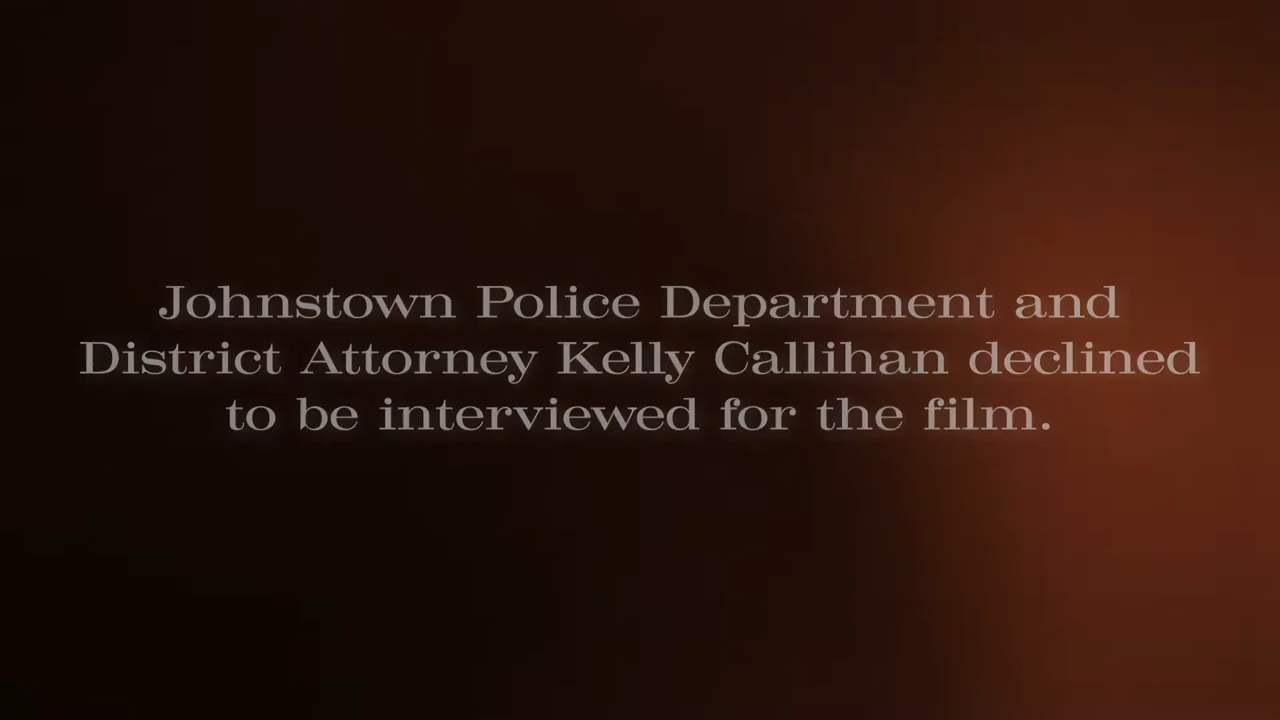 Johnstown Police Department and
District Attorney Kelly Callihan declined
to be interviewed for the film.